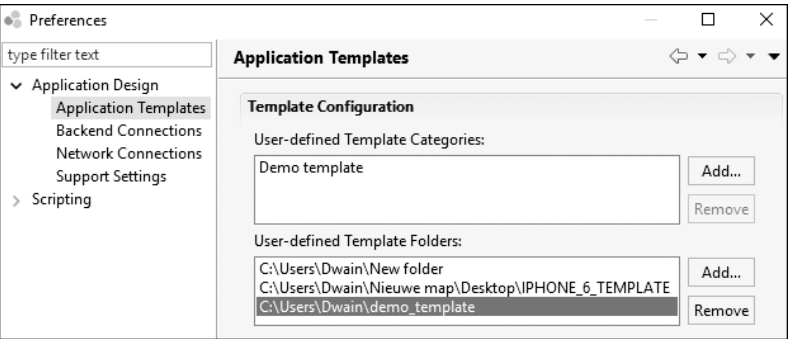 Preferences
type filter text
Application Templates
Application Design
Application Templates
Backend Connections
Network Connections
Support Settings
Scripting
Template Configuration
User-defined Template Categories:
Demo template
Add...
Remove
User-defined Template Folders:
C:\Users\Dwain\New folder
C:\Users\Dwain\Nieuwe map\Desktop\IPHONE_6_TEMPLATE
C:\Users\Dwain\demo_template
Add...
Remove